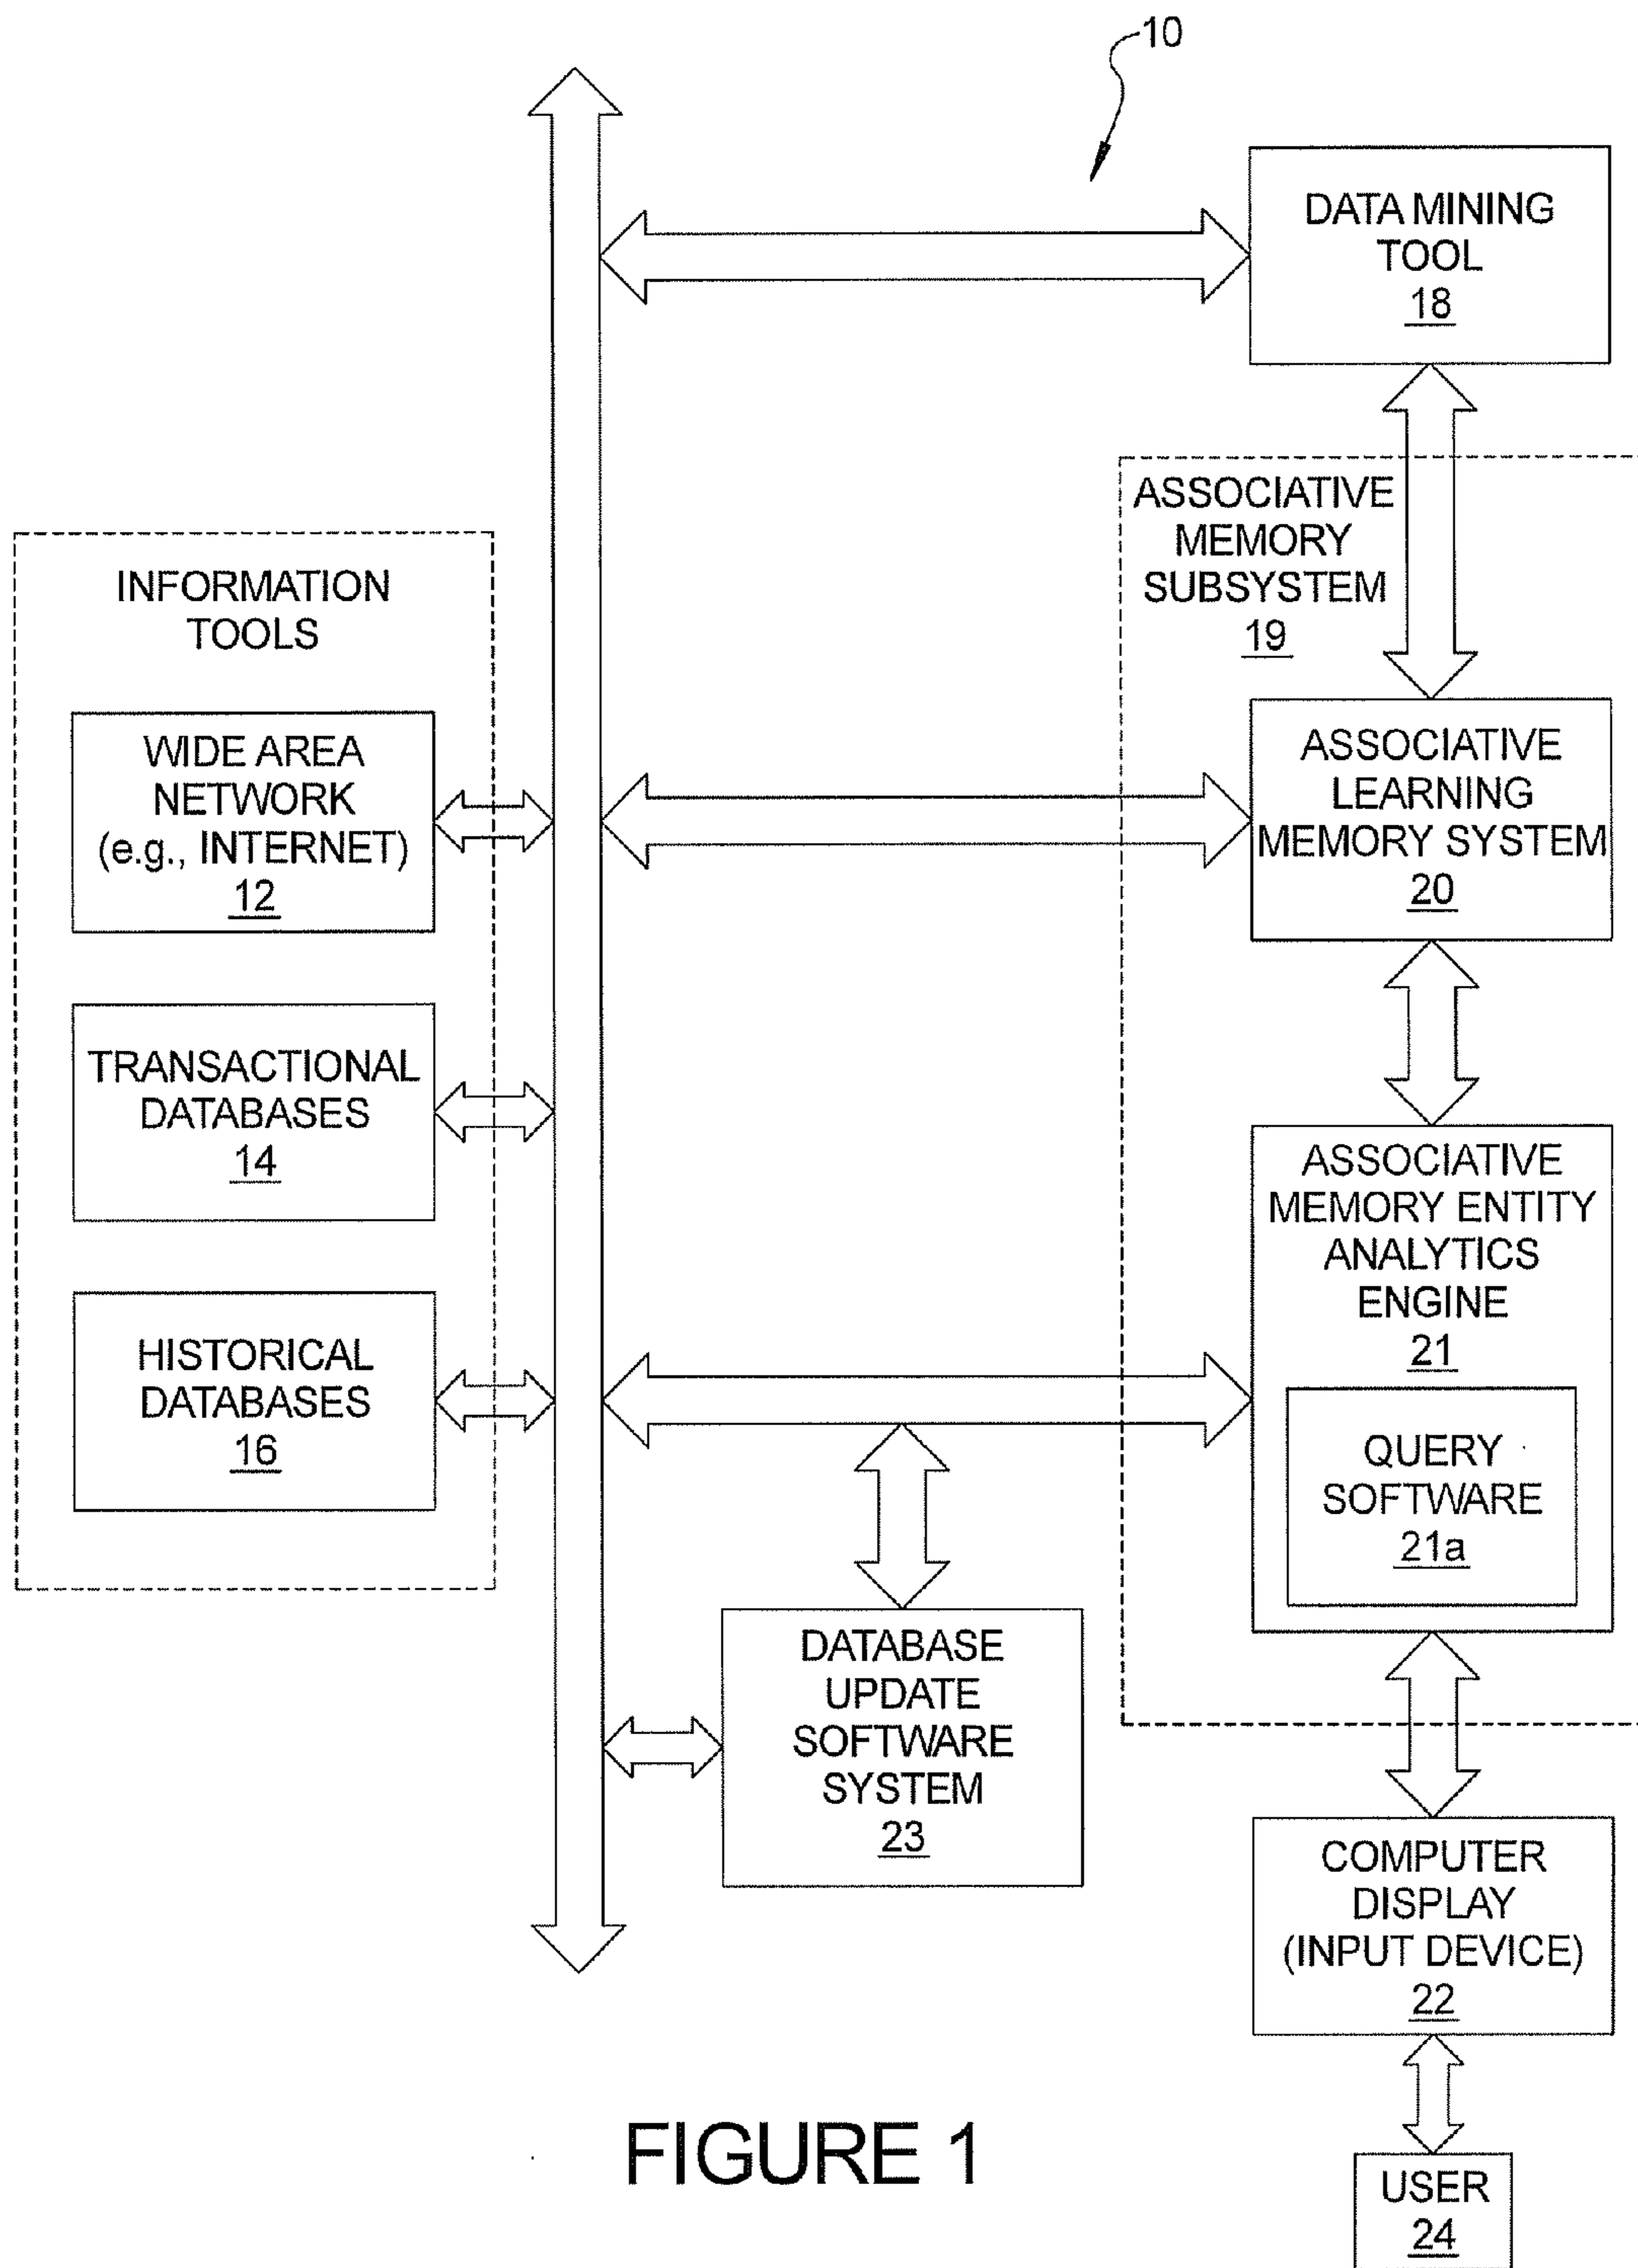 10
DATA MINING
TOOL
18
ASSOCIATIVE
MEMORY
SUBSYSTEM
19
INFORMATION
TOOLS
WIDE AREA
NETWORK
(e.g., INTERNET)
12
ASSOCIATIVE
LEARNING
MEMORY SYSTEM
20
TRANSACTIONAL
DATABASES
14
ASSOCIATIVE
MEMORY ENTITY
ANALYTICS
ENGINE
21
HISTORICAL
DATABASES
16
QUERY
SOFTWARE
21a
DATABASE
UPDATE
SOFTWARE
SYSTEM
23
COMPUTER
DISPLAY
(INPUT DEVICE)
22
USER
24
FIGURE 1